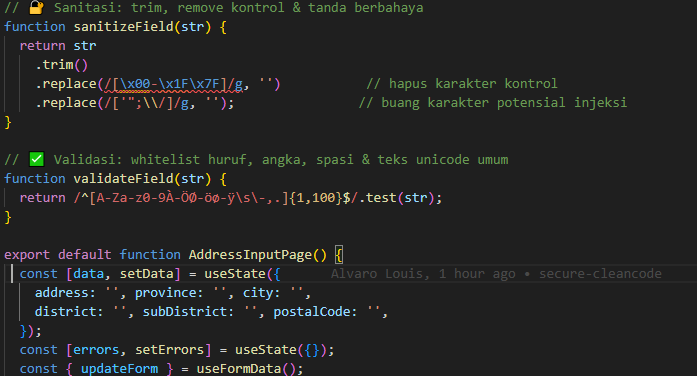 // 🔐 Sanitasi: trim, remove kontrol & tanda berbahaya
function sanitizeField(str) {
  return str
    .trim()
    .replace(/[\x00-\x1F\x7F]/g, '')          // hapus karakter kontrol
    .replace(/['";\\/]/g, '');               // buang karakter potensial injeksi
}

// ✅ Validasi: whitelist huruf, angka, spasi & teks unicode umum
function validateField(str) {
  return /^[A-Za-z0-9À-ÖØ-öø-ÿ\s\-,.]{1,100}$/.test(str);
}

export default function AddressInputPage() {
  const [data, setData] = useState({      Alvaro Louis, 1 hour ago • secure-cleancode
    address: '', province: '', city: '',
    district: '', subDistrict: '', postalCode: '',
  });
  const [errors, setErrors] = useState({});
  const { updateForm } = useFormData();